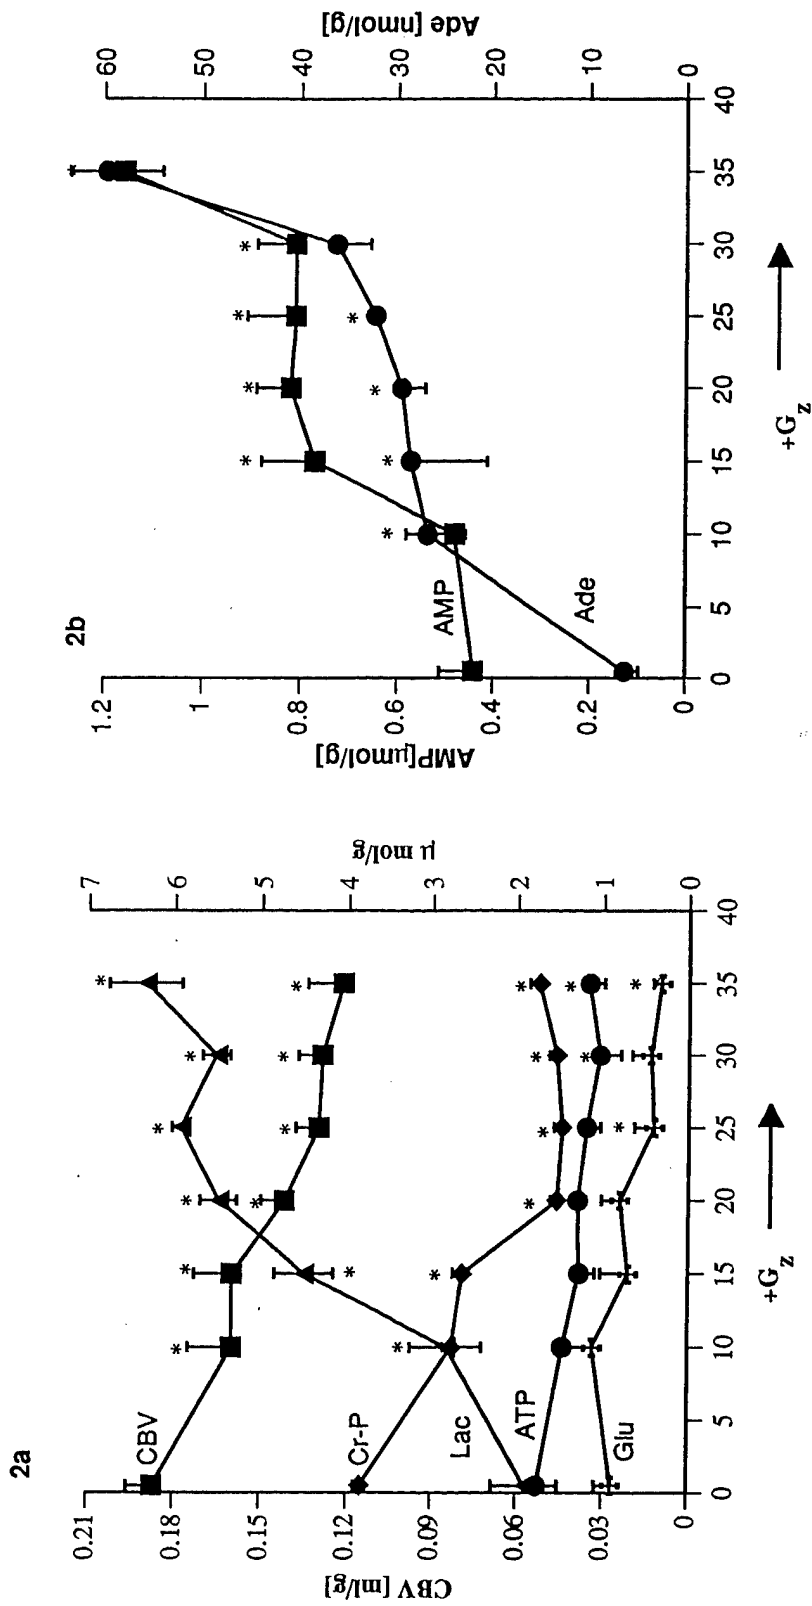 2a
CBV [ml/g]
0.21
0.18
0.15
0.12
0.09
0.06
0.03
0
μ mol/g
7
6
5
4
3
2
1
0
CBV
Cr-P
Lac
ATP
Glu
* * * * * *
* * * * * *
* * * * *
* * *
* *
0 5 10 15 20 25 30 35 40
+Gz
2b
AMP[μmol/g]
1.2
1
0.8
0.6
0.4
0.2
0
Ade [nmol/g]
60
50
40
30
20
10
0
AMP
Ade
* * * *
* * * *
0 5 10 15 20 25 30 35 40
+Gz